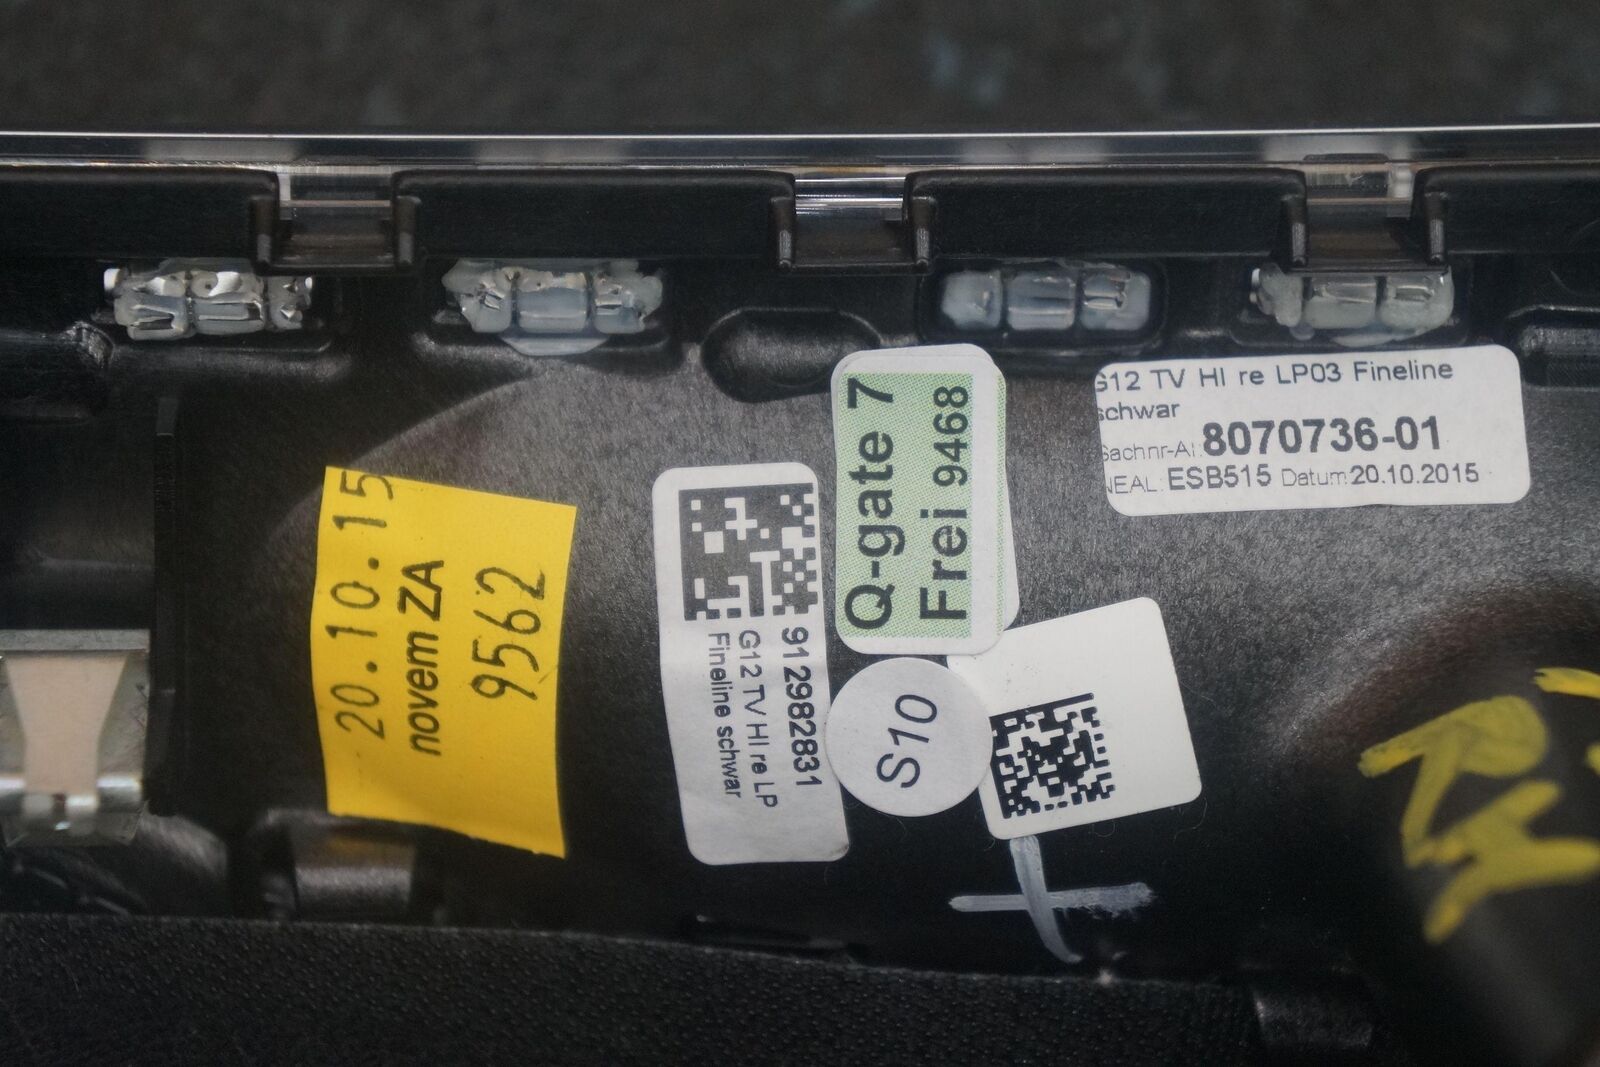 20.10.15
novem ZA
9562
91 2982831
G12 TV HI re LP
Fineline schwar
Q-gate 7
Frei 9468
S10
G12 TV HI re LP03 Fineline
schwar
Sachnr-AI: 8070736-01
NEAL: ESB515 Datum: 20.10.2015